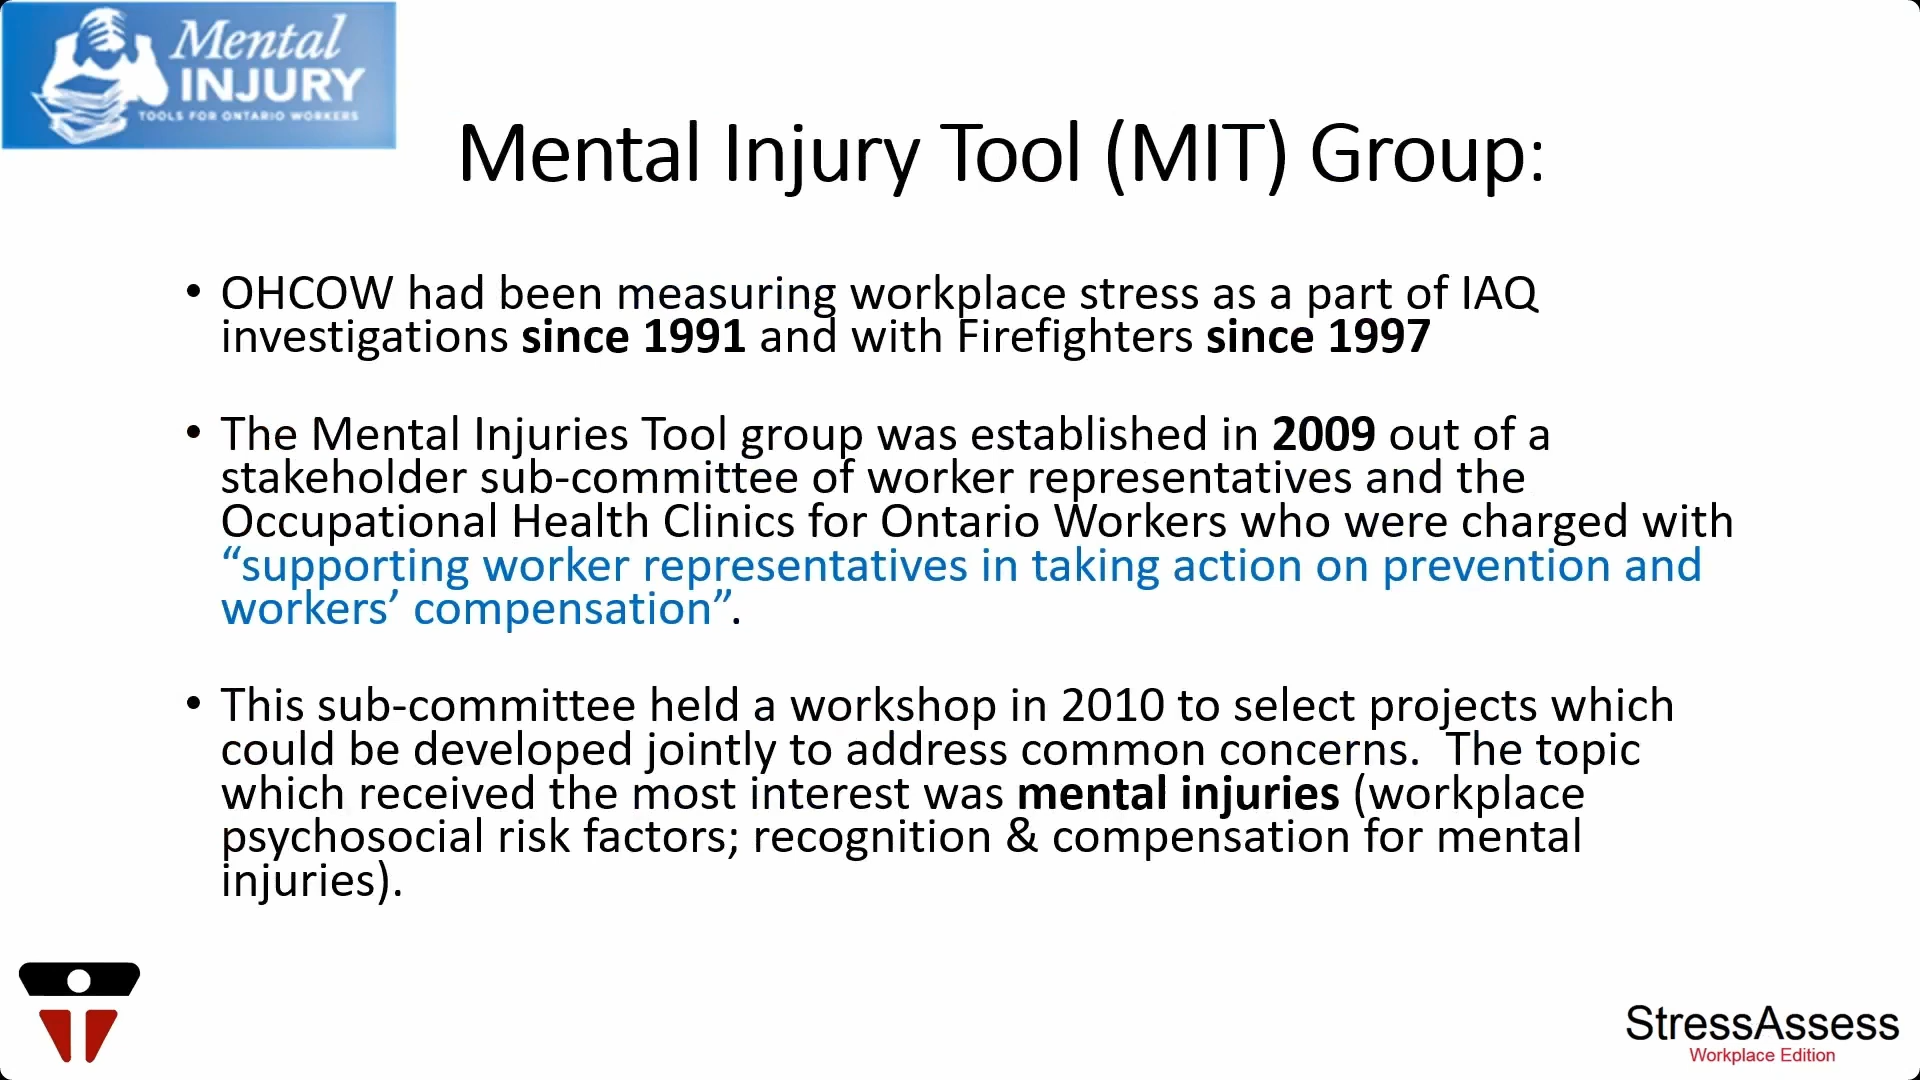 Mental
INJURY
TOOLS FOR ONTARIO WORKERS
Mental Injury Tool (MIT) Group:
• OHCOW had been measuring workplace stress as a part of IAQ
investigations since 1991 and with Firefighters since 1997
• The Mental Injuries Tool group was established in 2009 out of a
stakeholder sub-committee of worker representatives and the
Occupational Health Clinics for Ontario Workers who were charged with
“supporting worker representatives in taking action on prevention and
workers’ compensation”.
• This sub-committee held a workshop in 2010 to select projects which
could be developed jointly to address common concerns.  The topic
which received the most interest was mental injuries (workplace
psychosocial risk factors; recognition & compensation for mental
injuries).
StressAssess
Workplace Edition